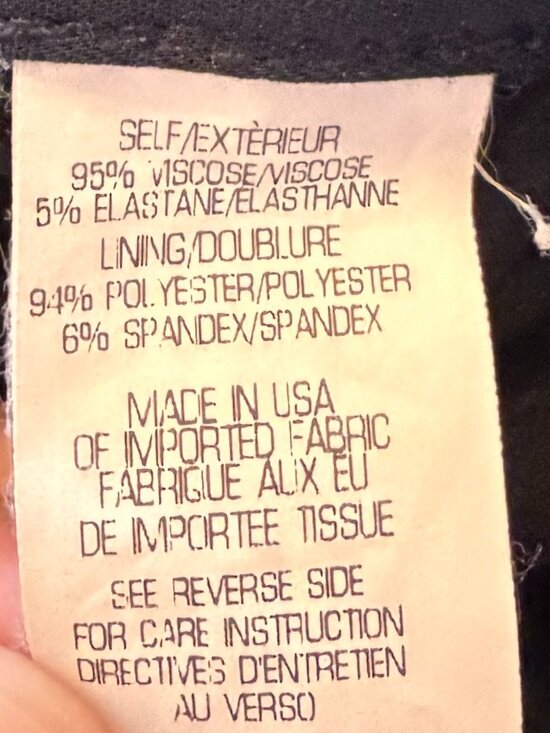 SELF/EXTÈRIEUR
95% VISCOSE/VISCOSE
5% ELASTANE/ELASTHANNE
LINING/DOUBLURE
94% POLYESTER/POLYESTER
6% SPANDEX/SPANDEX
MADE IN USA
OF IMPORTED FABRIC
FABRIQUE AUX EU
DE IMPORTEE TISSUE
SEE REVERSE SIDE
FOR CARE INSTRUCTION
DIRECTIVES D'ENTRETIEN
AU VERSO